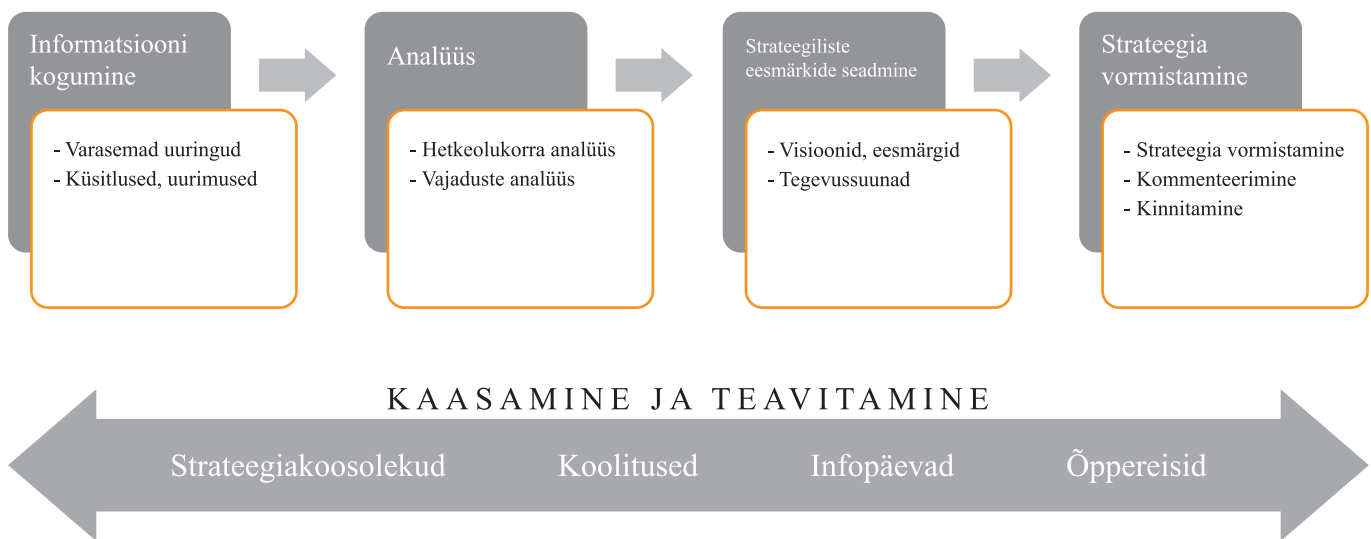 Informatsiooni
kogumine
- Varasemad uuringud
- Küsitlused, uurimused
Analüüs
- Hetkeolukorra analüüs
- Vajaduste analüüs
Strateegiliste
eesmärkide seadmine
- Visioonid, eesmärgid
- Tegevussuunad
Strateegia
vormistamine
- Strateegia vormistamine
- Kommenteerimine
- Kinnitamine
KAASAMINE JA TEAVITAMINE
Strateegiakoosolekud Koolitused Infopäevad Õppereisid